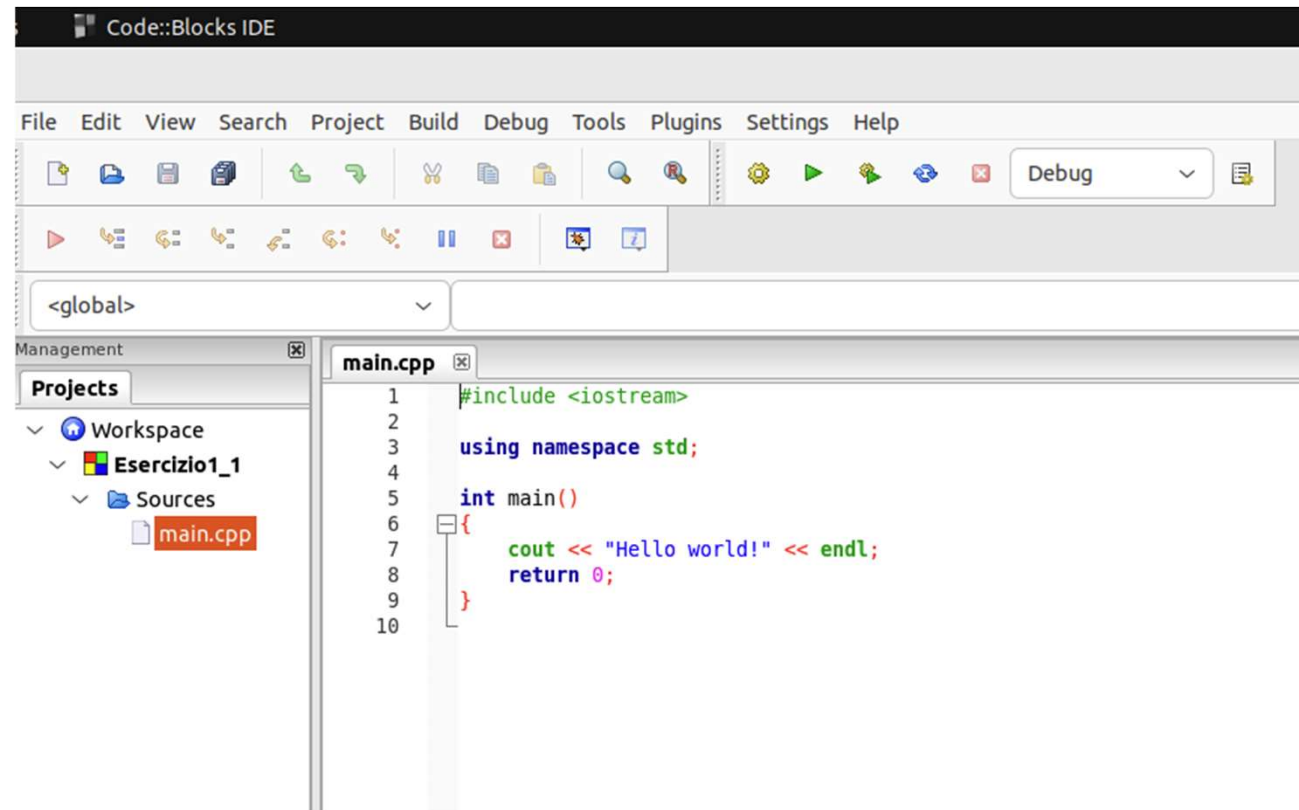 Code::Blocks IDE
File Edit View Search Project Build Debug Tools Plugins Settings Help
Debug
<global>
Management
Projects
Workspace
Esercizio1_1
Sources
main.cpp
main.cpp
1 #include <iostream>
2
3 using namespace std;
4
5 int main()
6 {
7 cout << "Hello world!" << endl;
8 return 0;
9 }
10